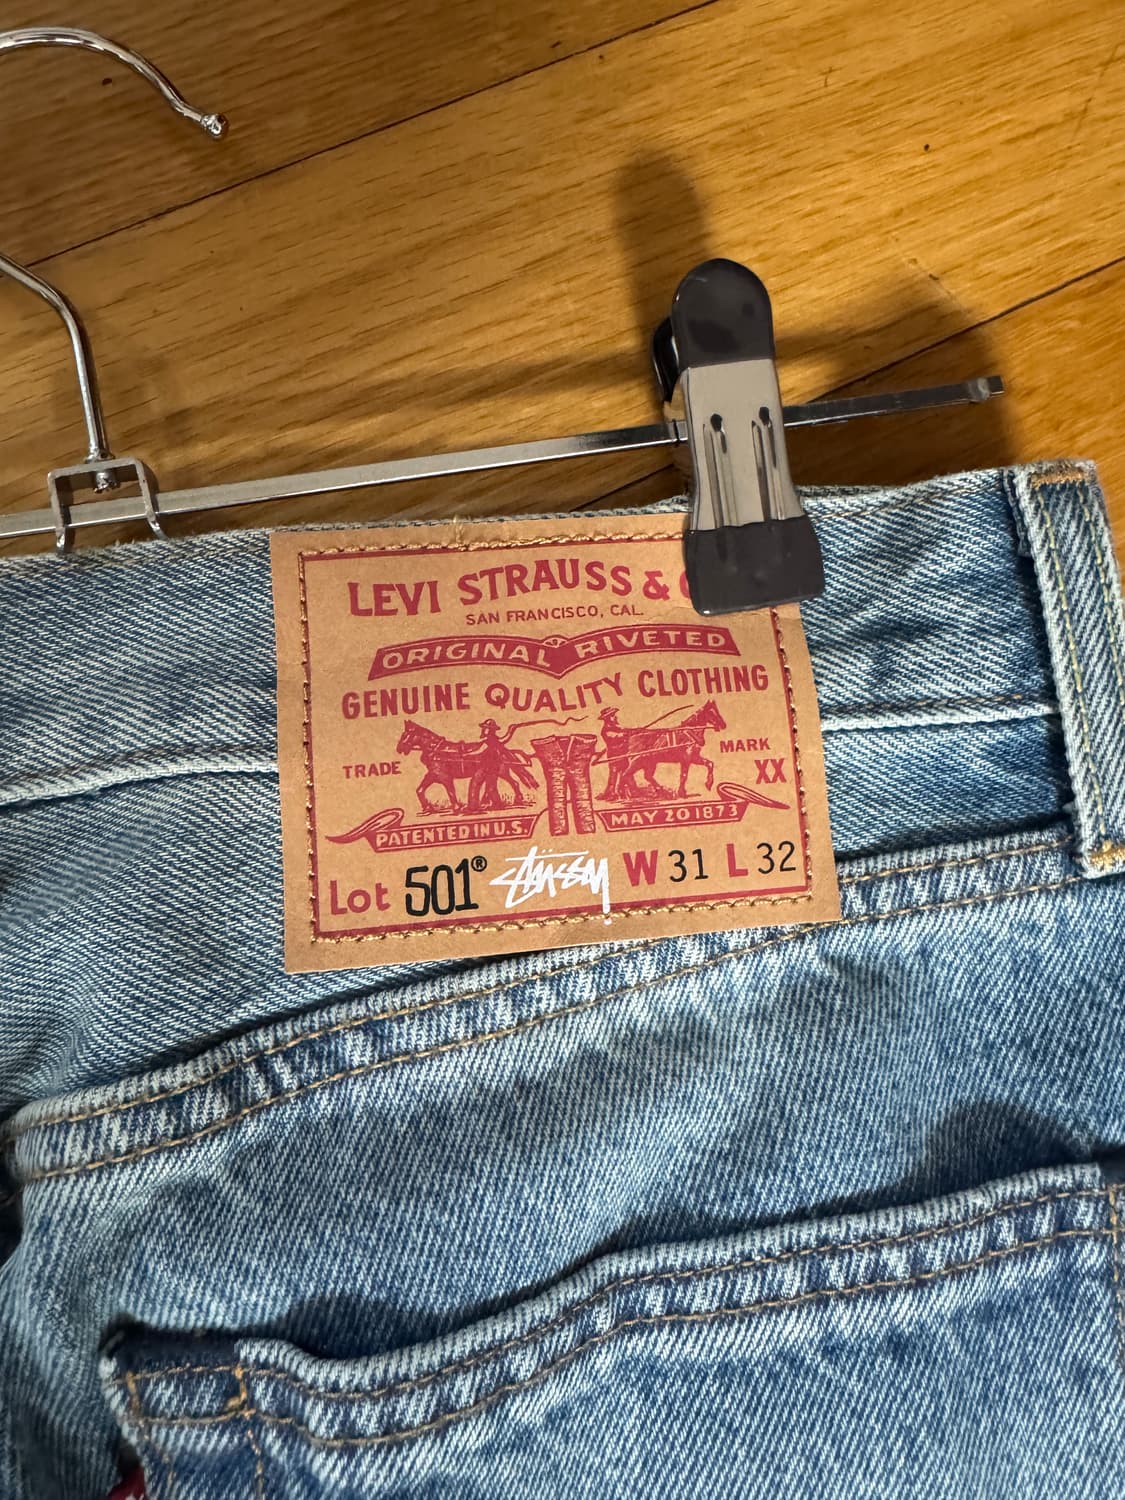 LEVI STRAUSS &
SAN FRANCISCO, CAL.
ORIGINAL RIVETED
GENUINE QUALITY CLOTHING
TRADE MARK
XX
PATENTED IN U.S. MAY 20 1873
Lot 501® Stüssy W 31 L 32